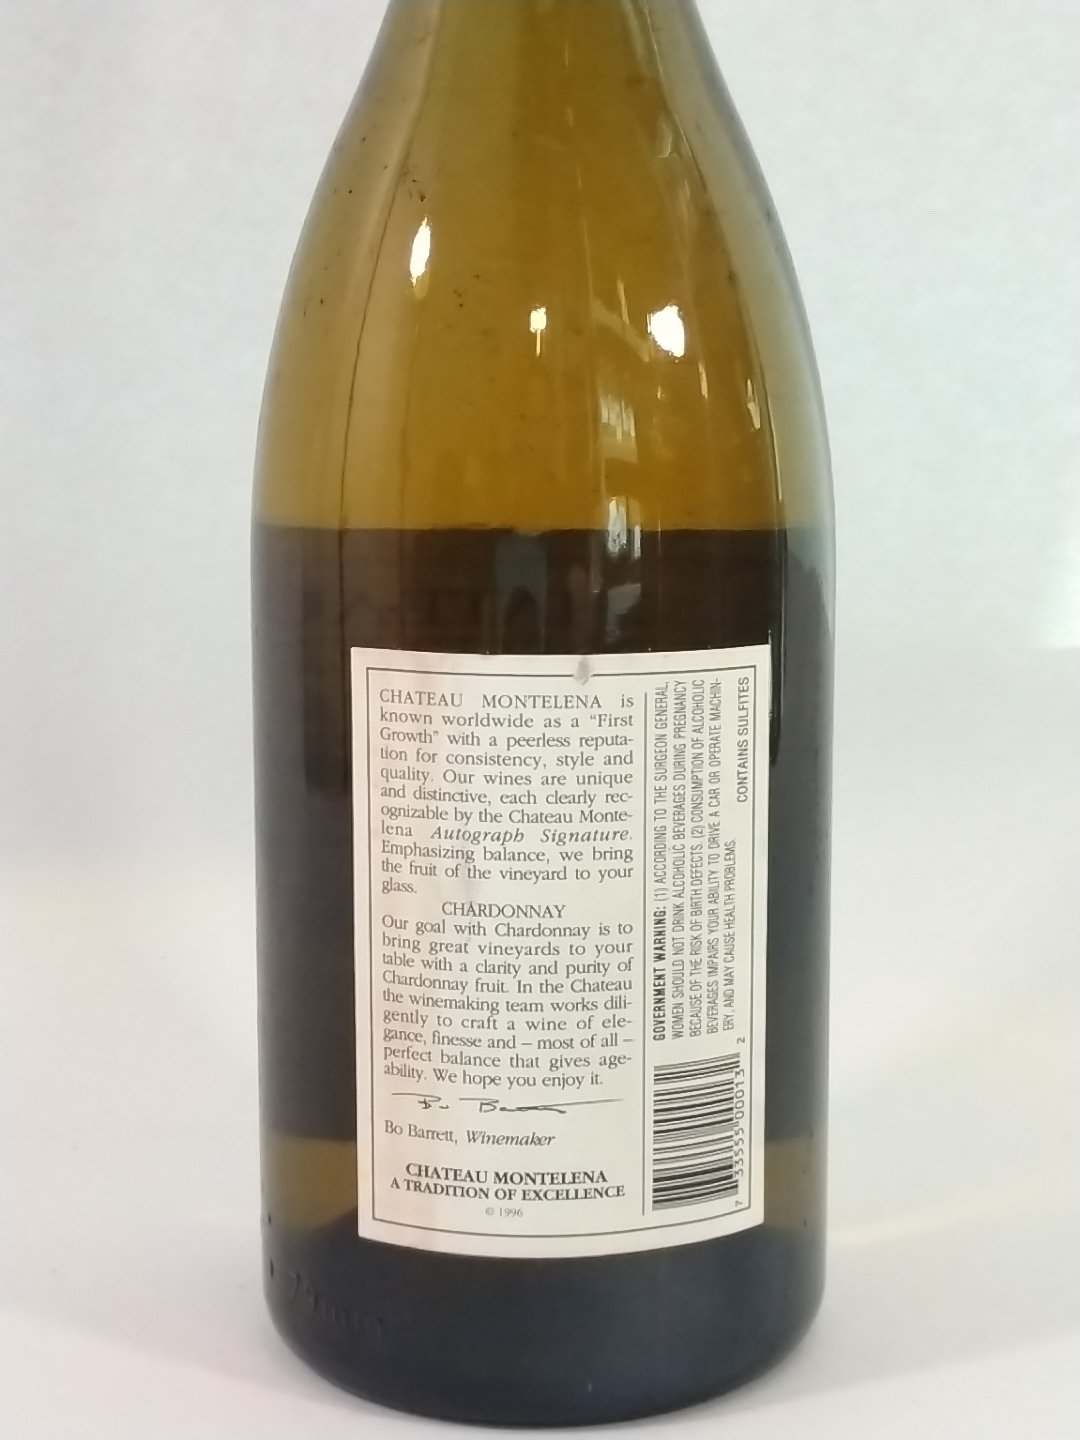 CHATEAU MONTELENA is
known worldwide as a “First
Growth” with a peerless reputa-
tion for consistency, style and
quality. Our wines are unique
and distinctive, each clearly rec-
ognizable by the Chateau Monte-
lena Autograph Signature.
Emphasizing balance, we bring
the fruit of the vineyard to your
glass.
CHARDONNAY
Our goal with Chardonnay is to
bring great vineyards to your
table with a clarity and purity of
Chardonnay fruit. In the Chateau
the winemaking team works dili-
gently to craft a wine of ele-
gance, finesse and – most of all –
perfect balance that gives age-
ability. We hope you enjoy it.
Bo Barrett, Winemaker
CHATEAU MONTELENA
A TRADITION OF EXCELLENCE
© 1996
GOVERNMENT WARNING: (1) ACCORDING TO THE SURGEON GENERAL,
WOMEN SHOULD NOT DRINK ALCOHOLIC BEVERAGES DURING PREGNANCY
BECAUSE OF THE RISK OF BIRTH DEFECTS. (2) CONSUMPTION OF ALCOHOLIC
BEVERAGES IMPAIRS YOUR ABILITY TO DRIVE A CAR OR OPERATE MACHIN-
ERY, AND MAY CAUSE HEALTH PROBLEMS.
CONTAINS SULFITES
7 33555 00013 2